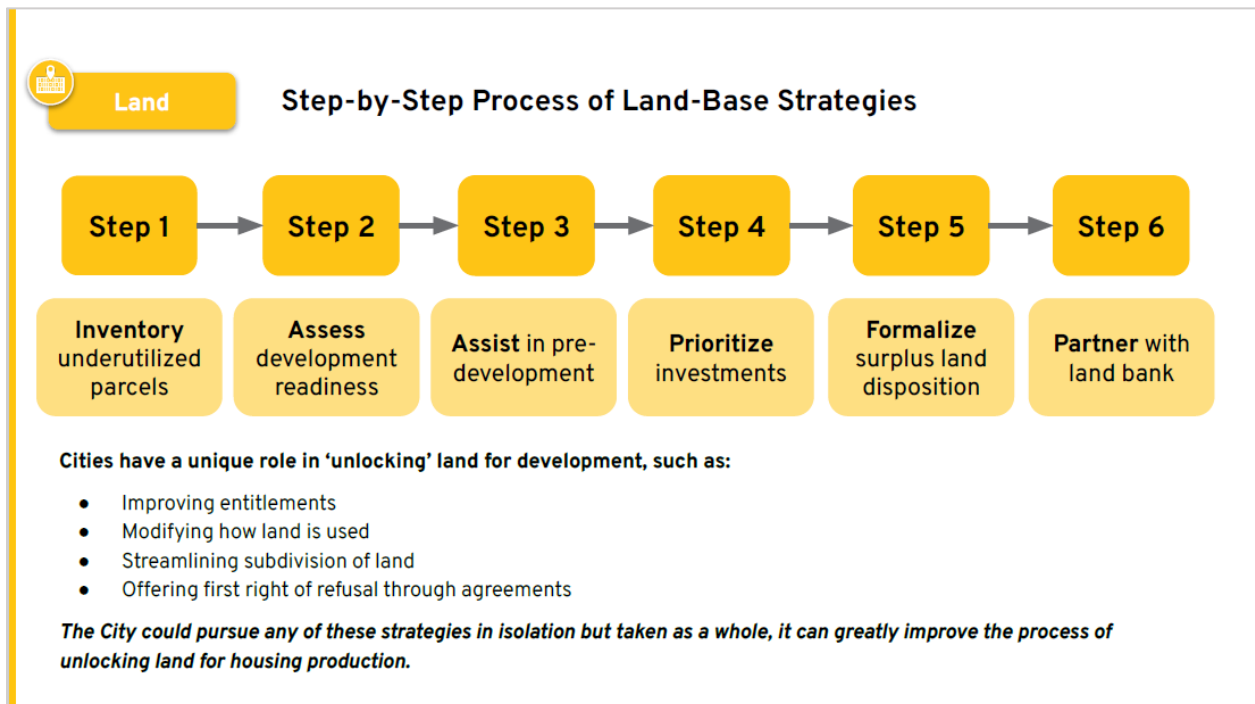 Land
Step-by-Step Process of Land-Base Strategies
Step 1
Step 2
Step 3
Step 4
Step 5
Step 6
Inventory
underutilized
parcels
Assess
development
readiness
Assist in pre-
development
Prioritize
investments
Formalize
surplus land
disposition
Partner with
land bank
Cities have a unique role in ‘unlocking’ land for development, such as:
● Improving entitlements
● Modifying how land is used
● Streamlining subdivision of land
● Offering first right of refusal through agreements
The City could pursue any of these strategies in isolation but taken as a whole, it can greatly improve the process of
unlocking land for housing production.